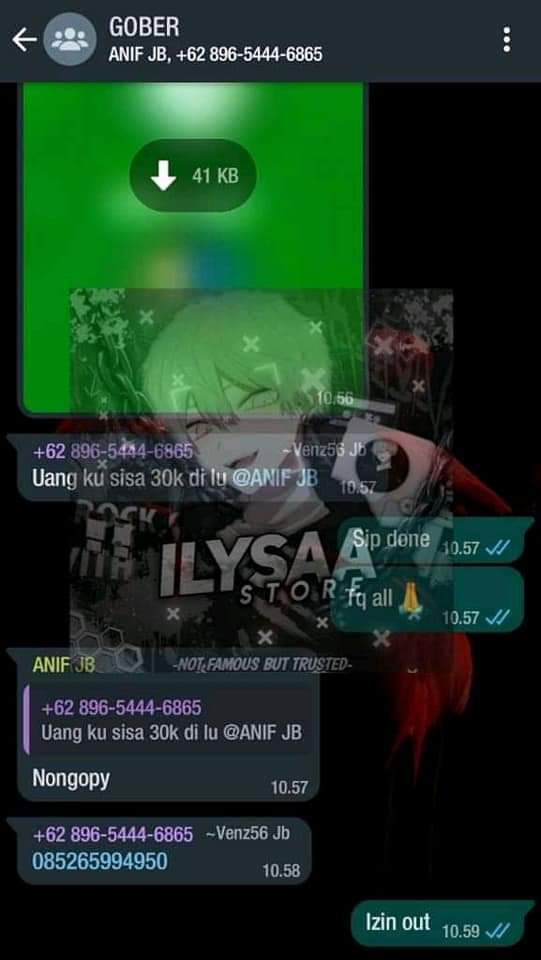 GOBER
ANIF JB, +62 896-5444-6865
41 KB
10.56
+62 896-5444-6865 ~Venz56 Jb
Uang ku sisa 30k di lu @ANIF JB 10.57
ROCK
WITH
Sip done 10.57
ILYSAA
STORE
Tq all 🙏 10.57
-NOT FAMOUS BUT TRUSTED-
ANIF JB
+62 896-5444-6865
Uang ku sisa 30k di lu @ANIF JB
Nongopy 10.57
+62 896-5444-6865 ~Venz56 Jb
085265994950 10.58
Izin out 10.59